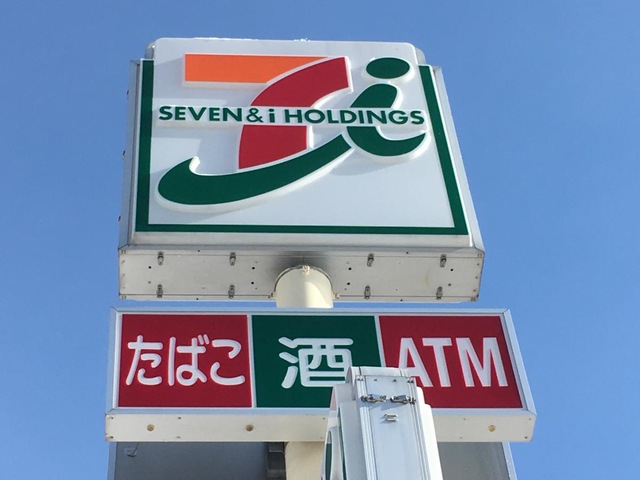 SEVEN&i HOLDINGS
たばこ 酒 ATM